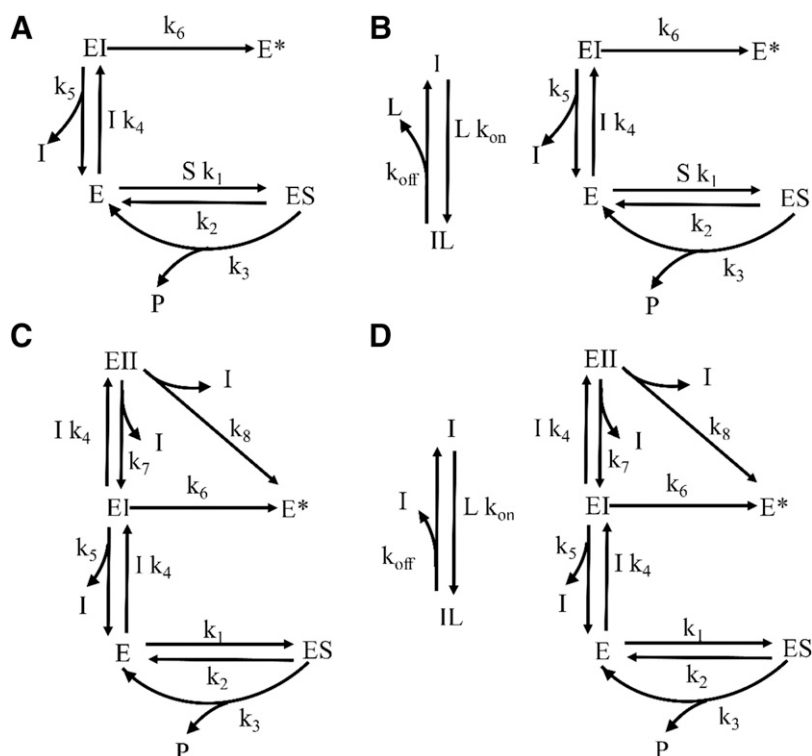 A
EI
k6
E*
k5
I k4
I
E
S k1
ES
k2
k3
P
B
I
L
L kon
koff
IL
EI
k6
E*
k5
I k4
I
E
S k1
ES
k2
k3
P
C
EII
I
I k4
I
k7
k8
EI
k6
E*
k5
I k4
I
E
k1
ES
k2
k3
P
D
I
I
L kon
koff
IL
EII
I
I k4
I
k7
k8
EI
k6
E*
k5
I k4
I
E
k1
ES
k2
k3
P